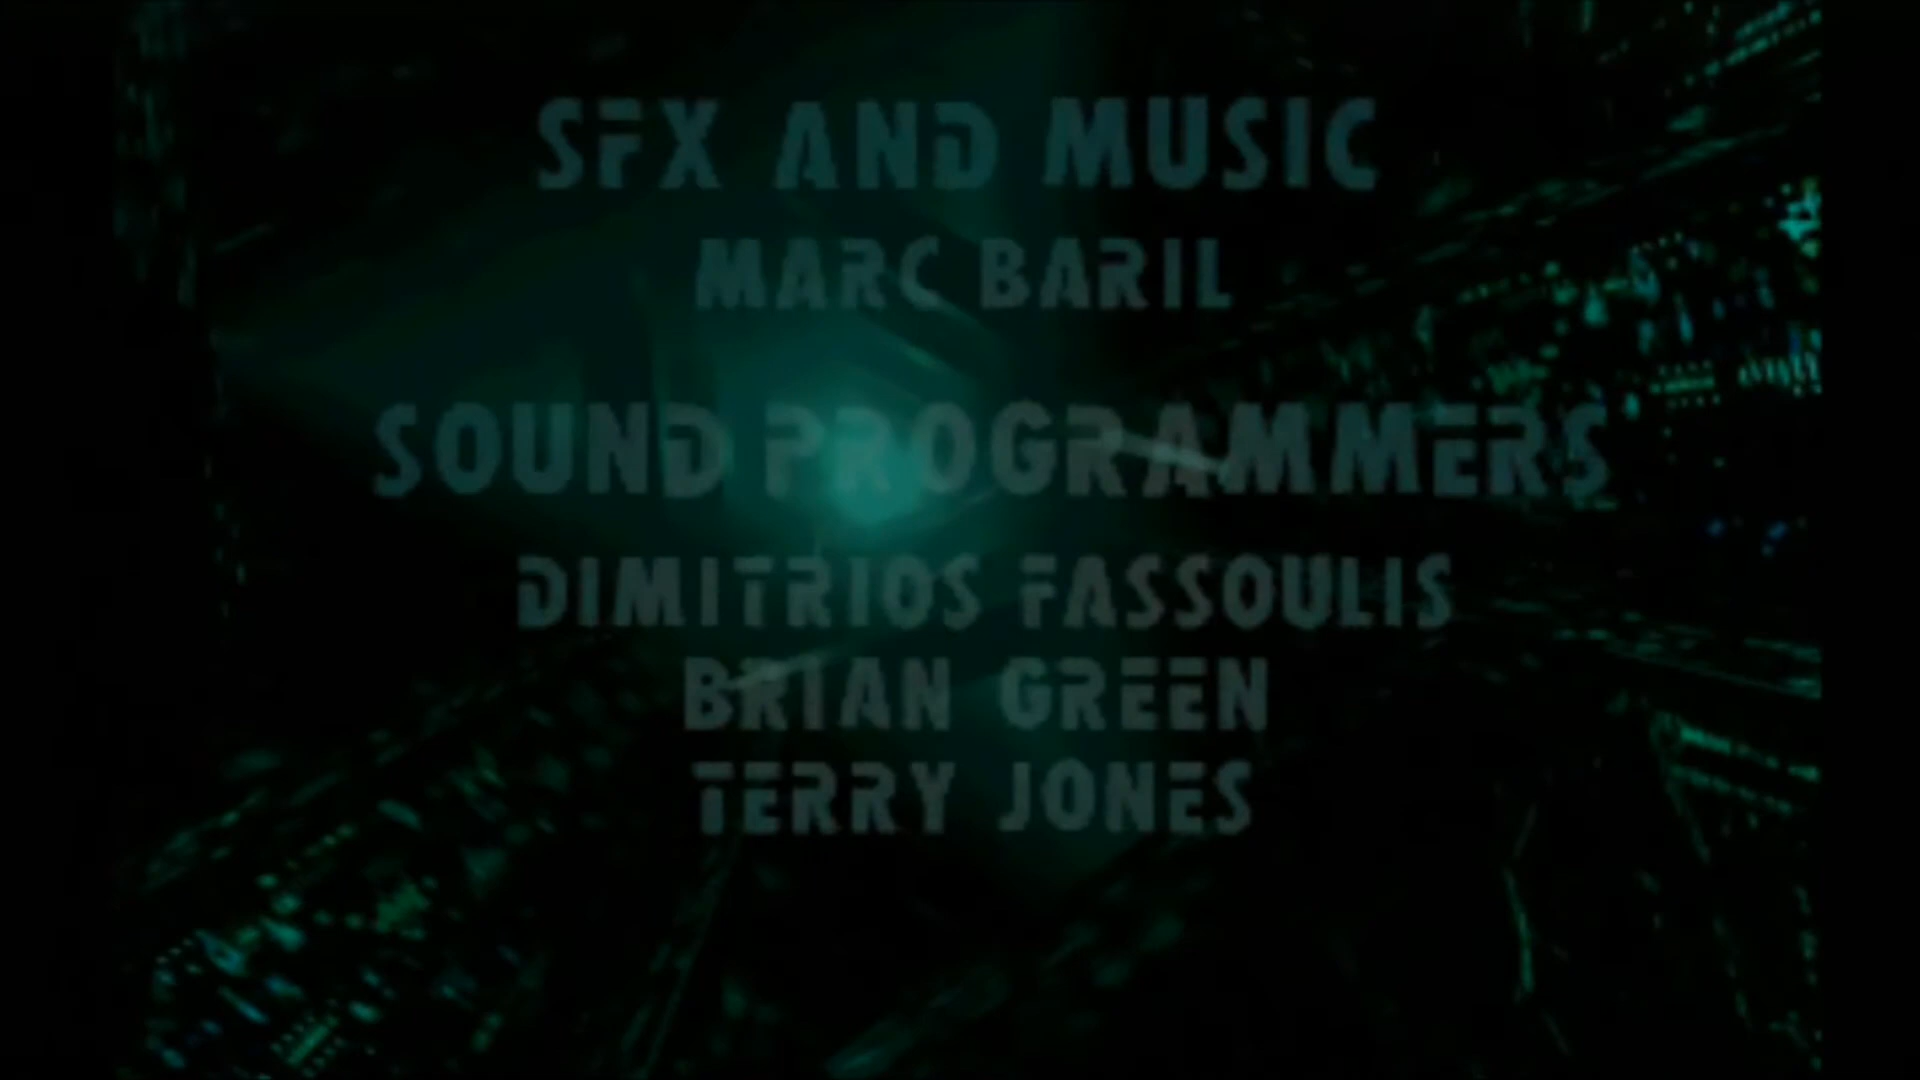 SFX AND MUSIC
MARC BARIL
SOUND PROGRAMMERS
DIMITRIOS FASSOULIS
BRIAN GREEN
TERRY JONES